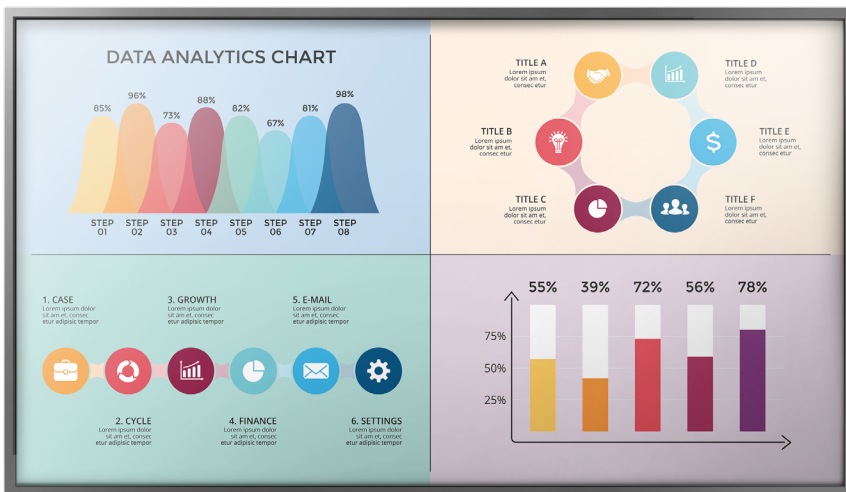 DATA ANALYTICS CHART
85%
96%
73%
88%
82%
67%
81%
98%
STEP
01
STEP
02
STEP
03
STEP
04
STEP
05
STEP
06
STEP
07
STEP
08
TITLE A
Lorem ipsum
dolor sit am et,
consec etur
TITLE D
Lorem ipsum
dolor sit am et,
consec etur
TITLE B
Lorem ipsum
dolor sit am et,
consec etur
TITLE E
Lorem ipsum
dolor sit am et,
consec etur
TITLE C
Lorem ipsum
dolor sit am et,
consec etur
TITLE F
Lorem ipsum
dolor sit am et,
consec etur
$
1. CASE
Lorem ipsum dolor
sit am et, consec
etur adipisic tempor
3. GROWTH
Lorem ipsum dolor
sit am et, consec
etur adipisic tempor
5. E-MAIL
Lorem ipsum dolor
sit am et, consec
etur adipisic tempor
2. CYCLE
Lorem ipsum dolor
sit am et, consec
etur adipisic tempor
4. FINANCE
Lorem ipsum dolor
sit am et, consec
etur adipisic tempor
6. SETTINGS
Lorem ipsum dolor
sit am et, consec
etur adipisic tempor
55%
39%
72%
56%
78%
75%
50%
25%